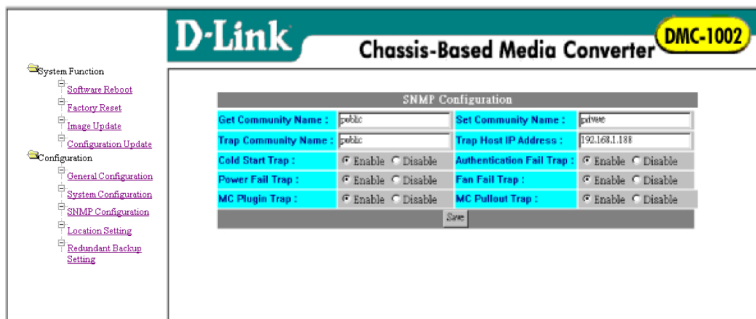 D-Link
Chassis-Based Media Converter
DMC-1002
System Function
Software Reboot
Factory Reset
Image Update
Configuration Update
Configuration
General Configuration
System Configuration
SNMP Configuration
Location Setting
Redundant Backup
Setting
SNMP Configuration
Get Community Name : public Set Community Name : private
Trap Community Name : public Trap Host IP Address : 192.168.1.188
Cold Start Trap : Enable Disable Authentication Fail Trap : Enable Disable
Power Fail Trap : Enable Disable Fan Fail Trap : Enable Disable
MC Plugin Trap : Enable Disable MC Pullout Trap : Enable Disable
Save